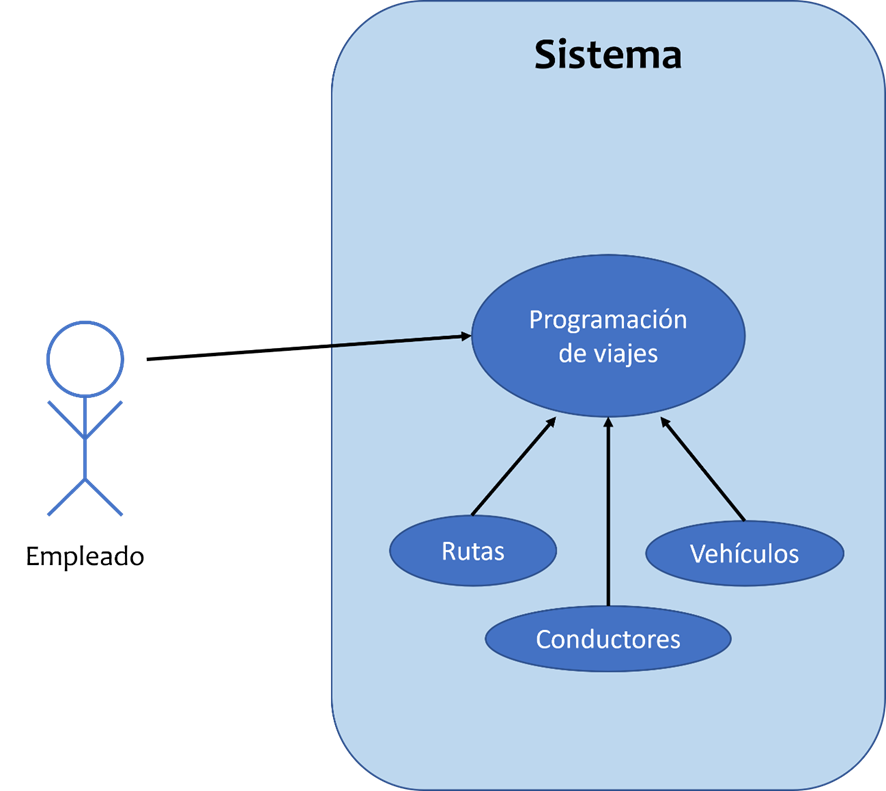 Sistema
Programación
de viajes
Rutas
Vehículos
Conductores
Empleado